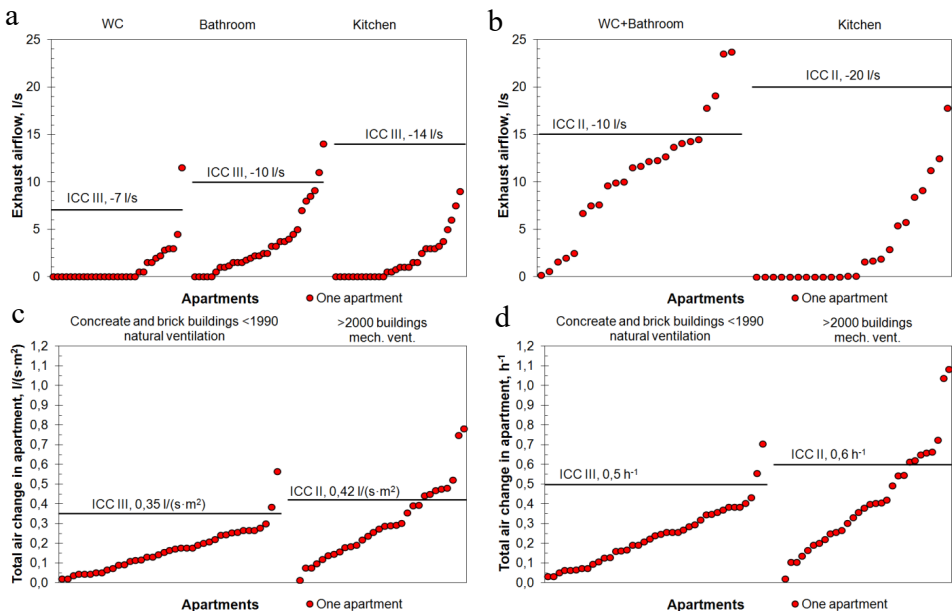 a
WC
Bathroom
Kitchen
25
20
15
10
5
0
Exhaust airflow, l/s
ICC III, -7 l/s
ICC III, -10 l/s
ICC III, -14 l/s
Apartments
One apartment
b
WC+Bathroom
Kitchen
25
20
15
10
5
0
Exhaust airflow, l/s
ICC II, -10 l/s
ICC II, -20 l/s
Apartments
One apartment
c
Concreate and brick buildings <1990
natural ventilation
>2000 buildings
mech. vent.
1,2
1,1
1,0
0,9
0,8
0,7
0,6
0,5
0,4
0,3
0,2
0,1
0,0
Total air change in apartment, l/(s·m²)
ICC III, 0,35 l/(s·m²)
ICC II, 0,42 l/(s·m²)
Apartments
One apartment
d
Concreate and brick buildings <1990
natural ventilation
>2000 buildings
mech. vent.
1,2
1,1
1,0
0,9
0,8
0,7
0,6
0,5
0,4
0,3
0,2
0,1
0,0
Total air change in apartment, h⁻¹
ICC III, 0,5 h⁻¹
ICC II, 0,6 h⁻¹
Apartments
One apartment